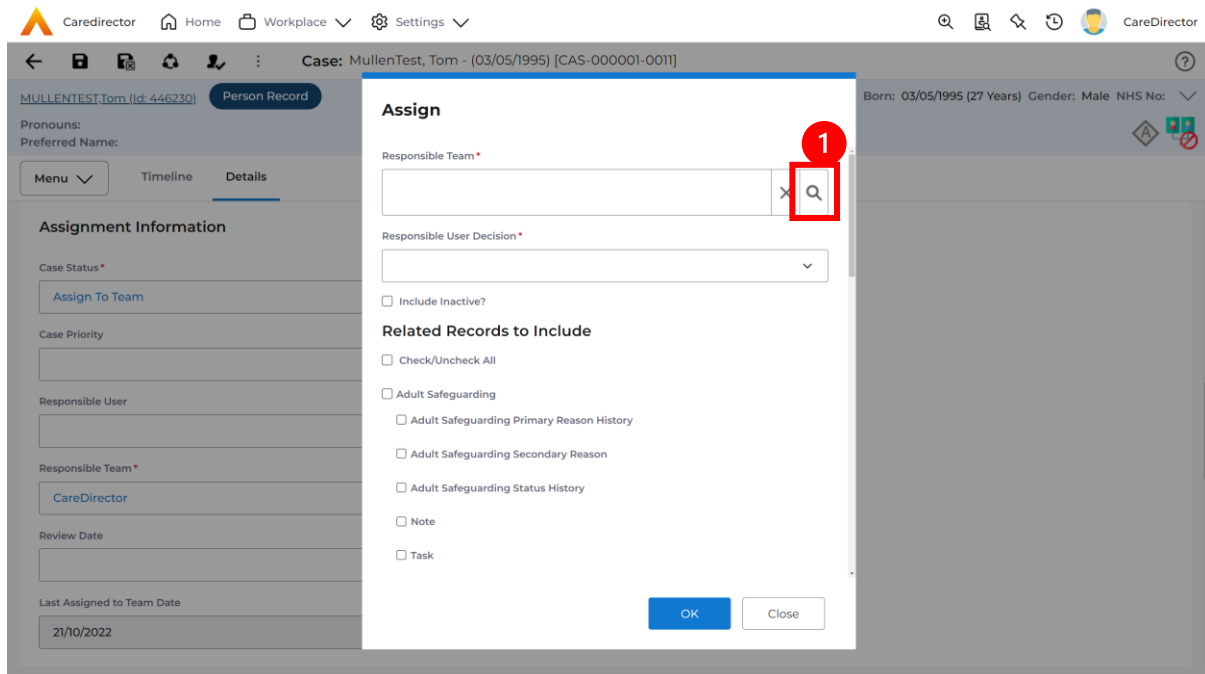 Caredirector Home Workplace Settings CareDirector
Case: MullenTest, Tom - (03/05/1995) [CAS-000001-0011]
MULLENTEST,Tom (Id: 446230) Person Record Born: 03/05/1995 (27 Years) Gender: Male NHS No:
Pronouns:
Preferred Name:
Menu Timeline Details
Assignment Information
Case Status*
Assign To Team
Case Priority
Responsible User
Responsible Team*
CareDirector
Review Date
Last Assigned to Team Date
21/10/2022
Assign
1
Responsible Team*
Responsible User Decision*
Include Inactive?
Related Records to Include
Check/Uncheck All
Adult Safeguarding
Adult Safeguarding Primary Reason History
Adult Safeguarding Secondary Reason
Adult Safeguarding Status History
Note
Task
OK Close
A